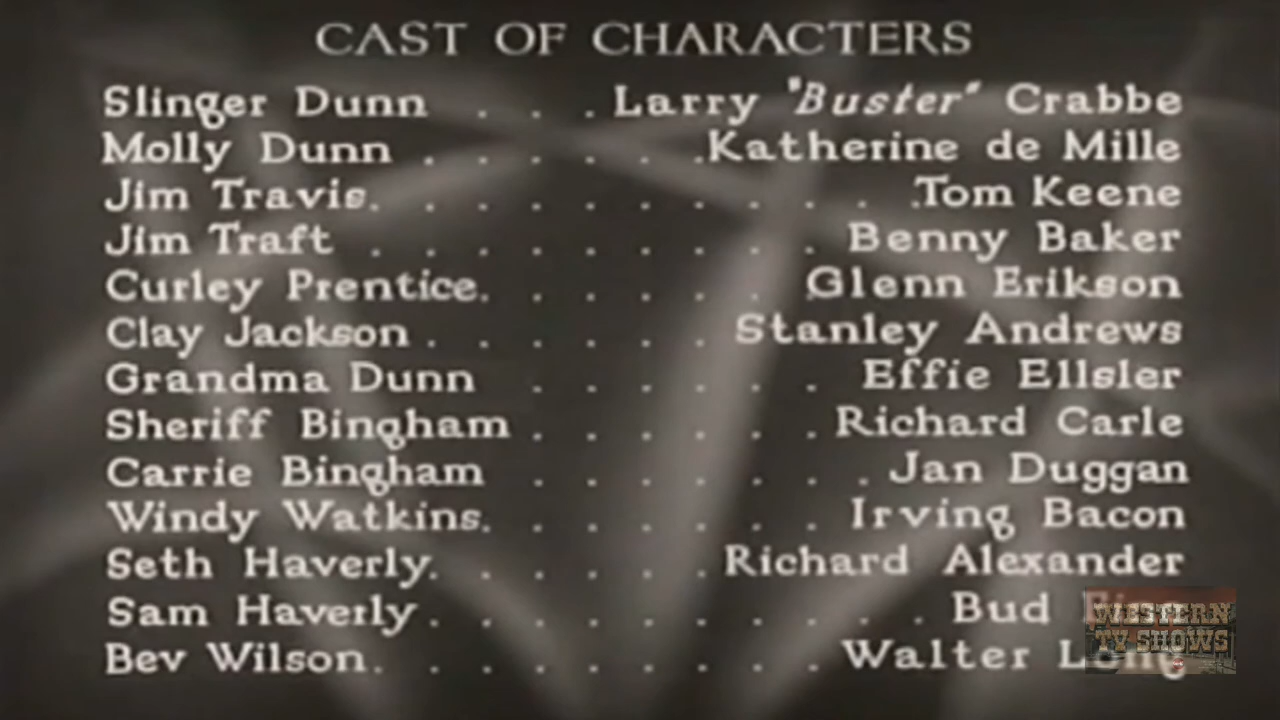 CAST OF CHARACTERS
Slinger Dunn . . . Larry "Buster" Crabbe
Molly Dunn . . . . . . Katherine de Mille
Jim Travis. . . . . . . . . . . Tom Keene
Jim Traft . . . . . . . . . Benny Baker
Curley Prentice. . . . . . . Glenn Erikson
Clay Jackson . . . . . . Stanley Andrews
Grandma Dunn . . . . . . Effie Ellsler
Sheriff Bingham . . . . . . Richard Carle
Carrie Bingham . . . . . . . Jan Duggan
Windy Watkins. . . . . . . Irving Bacon
Seth Haverly. . . . . . Richard Alexander
Sam Haverly . . . . . . . . . . Bud
Bev Wilson. . . . . . . . . Walter Long
WESTERN
TV SHOWS